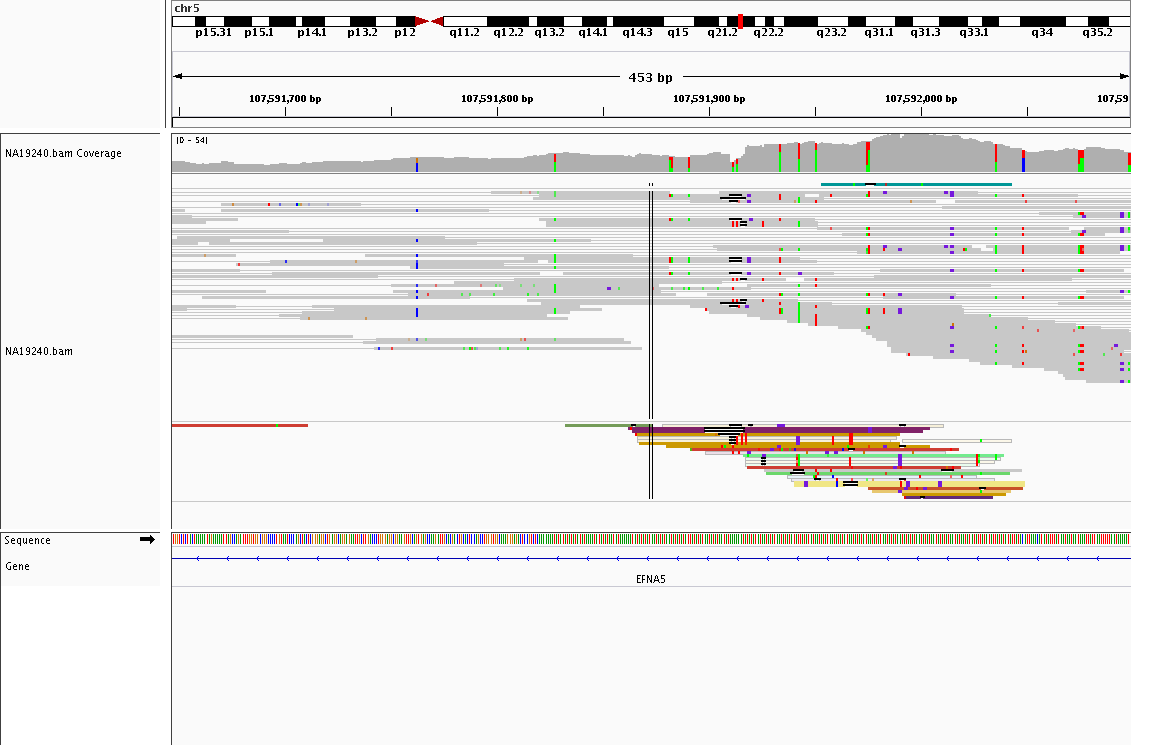 chr5
p15.31 p15.1 p14.1 p13.2 p12 q11.2 q12.2 q13.2 q14.1 q14.3 q15 q21.2 q22.2 q23.2 q31.1 q31.3 q33.1 q34 q35.2
453 bp
107,591,700 bp 107,591,800 bp 107,591,900 bp 107,592,000 bp 107,59
[0 - 54)
NA19240.bam Coverage
NA19240.bam
Sequence
Gene
EFNA5